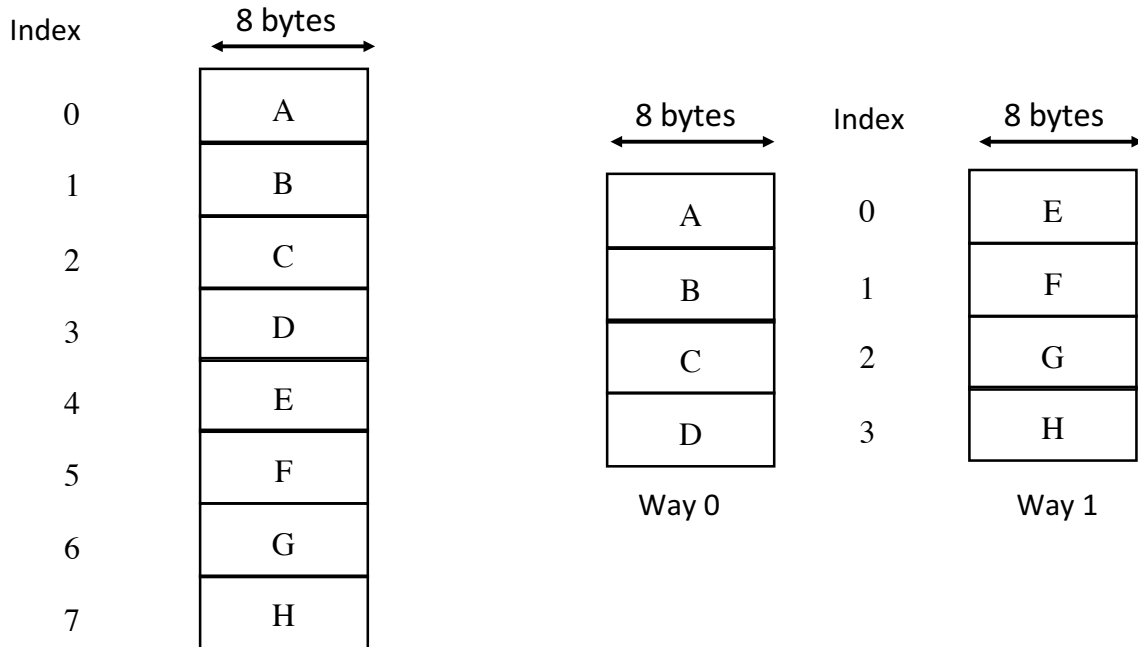 Index
8 bytes
0 A
1 B
2 C
3 D
4 E
5 F
6 G
7 H
8 bytes Index 8 bytes
A 0 E
B 1 F
C 2 G
D 3 H
Way 0 Way 1